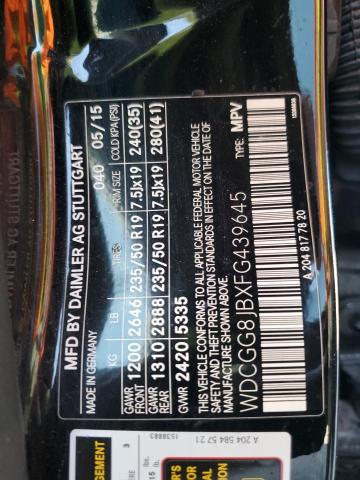 MFD BY DAIMLER AG STUTTGART
MADE IN GERMANY 040 05/15
KG LB TIRES RIM SIZE COLD KPA(PSI)
GAWR FRONT 1200 2646 235/50 R19 7.5Jx19 240(35)
GAWR REAR 1310 2888 235/50 R19 7.5Jx19 280(41)
GVWR 2420 5335
THIS VEHICLE CONFORMS TO ALL APPLICABLE FEDERAL MOTOR VEHICLE
SAFETY AND THEFT PREVENTION STANDARDS IN EFFECT ON THE DATE OF
MANUFACTURE SHOWN ABOVE.
WDCGG8JBXFG439645 TYPE: MPV
A 204 817 78 20
1538883
A 204 584 57 21